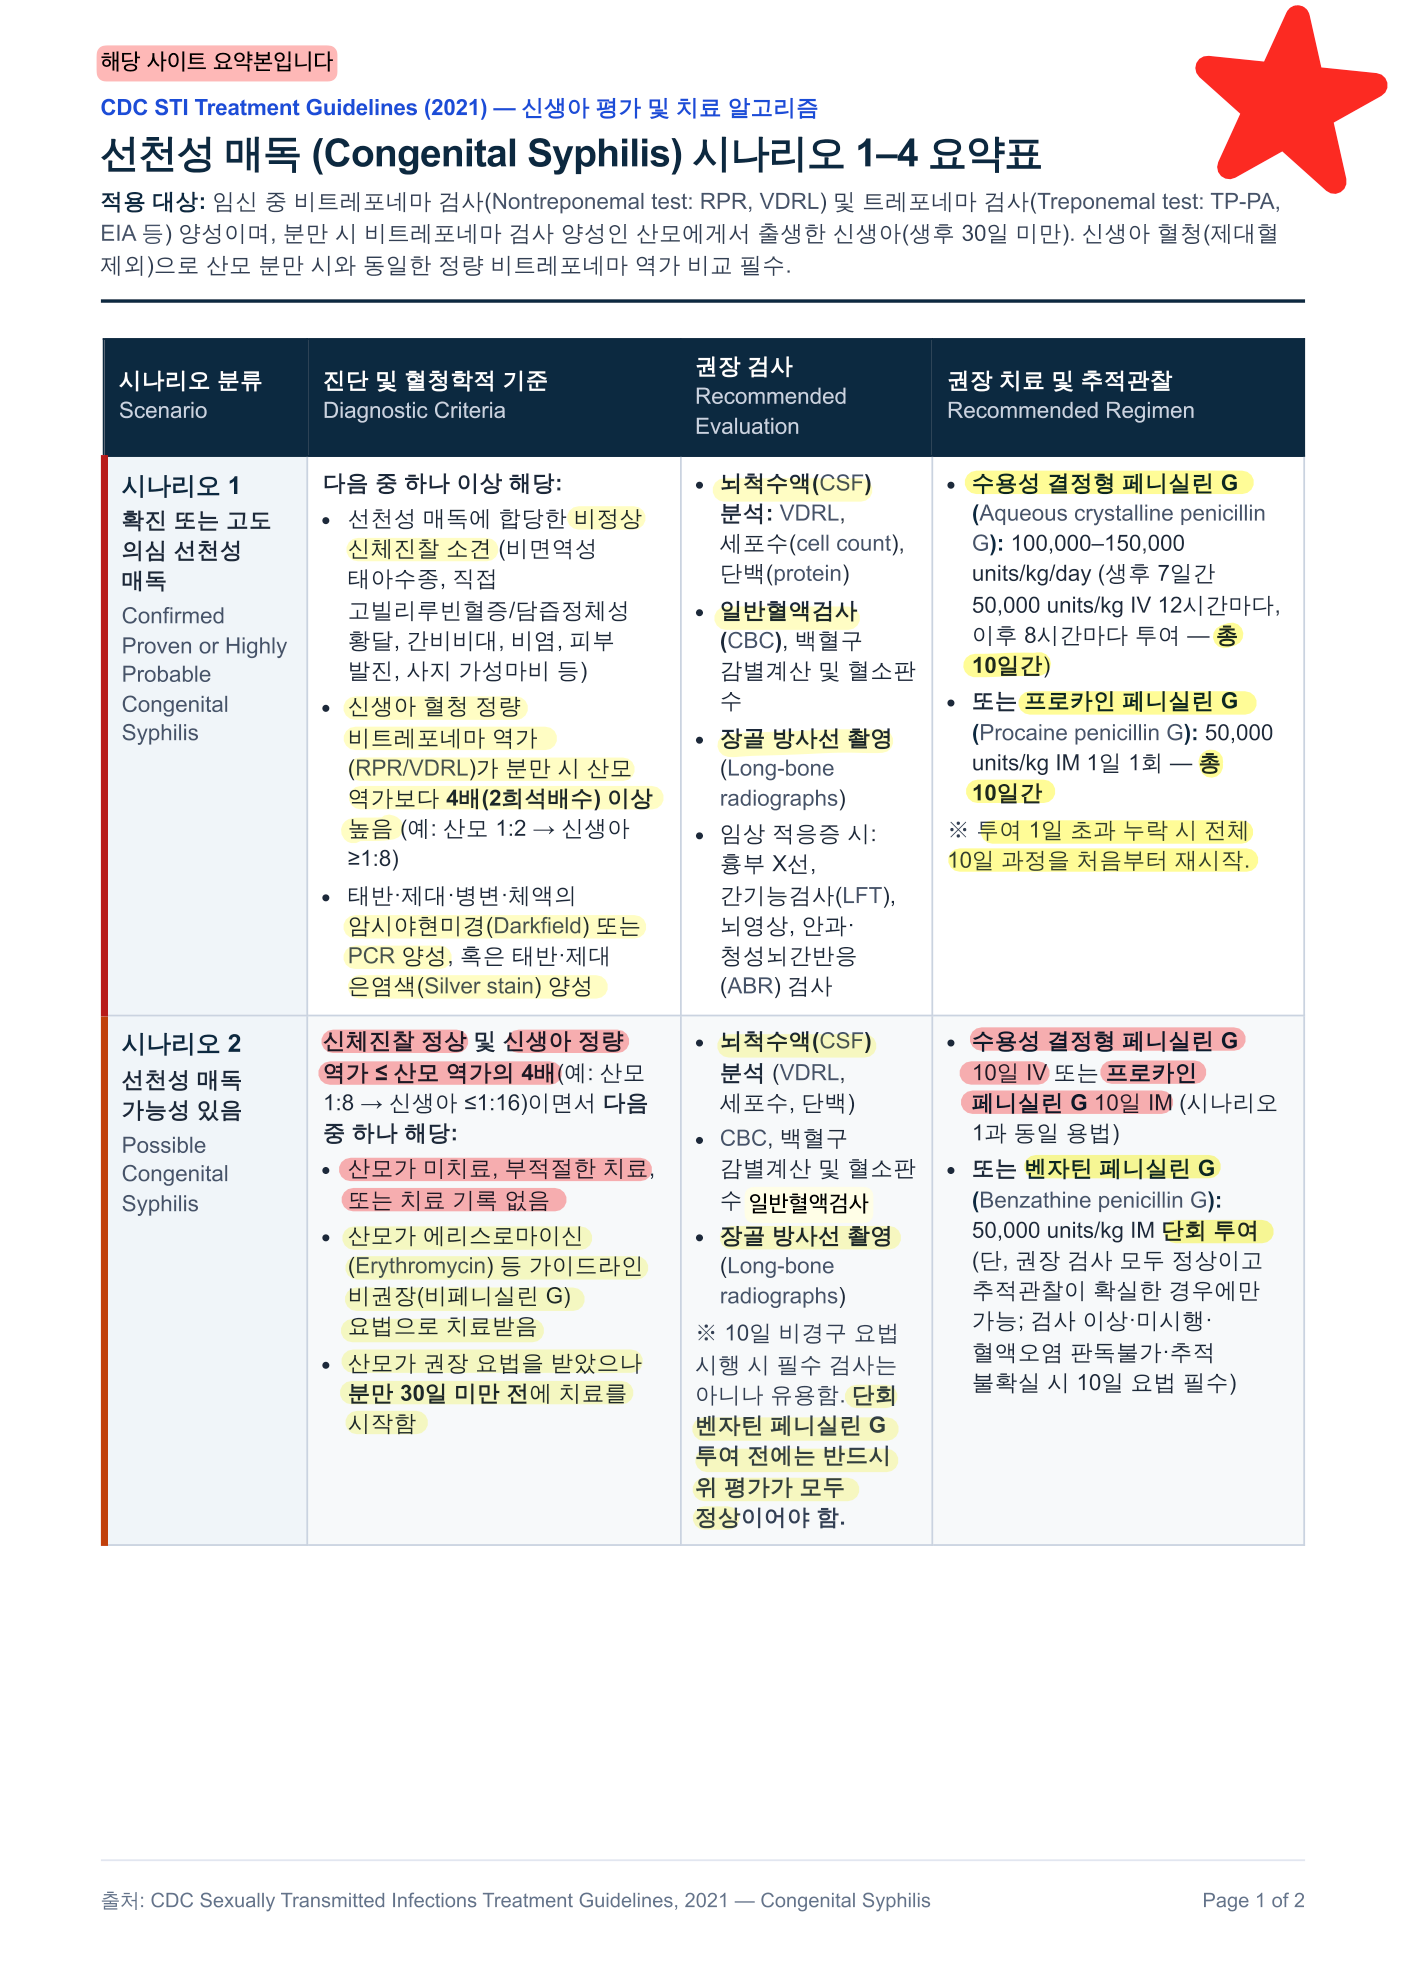 해당 사이트 요약본입니다
CDC STI Treatment Guidelines (2021) — 신생아 평가 및 치료 알고리즘
선천성 매독 (Congenital Syphilis) 시나리오 1–4 요약표
적용 대상: 임신 중 비트레포네마 검사(Nontreponemal test: RPR, VDRL) 및 트레포네마 검사(Treponemal test: TP-PA,
EIA 등) 양성이며, 분만 시 비트레포네마 검사 양성인 산모에게서 출생한 신생아(생후 30일 미만). 신생아 혈청(제대혈
제외)으로 산모 분만 시와 동일한 정량 비트레포네마 역가 비교 필수.
시나리오 분류
Scenario
진단 및 혈청학적 기준
Diagnostic Criteria
권장 검사
Recommended
Evaluation
권장 치료 및 추적관찰
Recommended Regimen
시나리오 1
확진 또는 고도
의심 선천성
매독
Confirmed
Proven or Highly
Probable
Congenital
Syphilis
다음 중 하나 이상 해당:
• 선천성 매독에 합당한 비정상
신체진찰 소견 (비면역성
태아수종, 직접
고빌리루빈혈증/담즙정체성
황달, 간비비대, 비염, 피부
발진, 사지 가성마비 등)
• 신생아 혈청 정량
비트레포네마 역가
(RPR/VDRL)가 분만 시 산모
역가보다 4배(2희석배수) 이상
높음 (예: 산모 1:2 → 신생아
≥1:8)
• 태반·제대·병변·체액의
암시야현미경(Darkfield) 또는
PCR 양성, 혹은 태반·제대
은염색(Silver stain) 양성
• 뇌척수액(CSF)
분석: VDRL,
세포수(cell count),
단백(protein)
• 일반혈액검사
(CBC), 백혈구
감별계산 및 혈소판
수
• 장골 방사선 촬영
(Long-bone
radiographs)
• 임상 적응증 시:
흉부 X선,
간기능검사(LFT),
뇌영상, 안과·
청성뇌간반응
(ABR) 검사
• 수용성 결정형 페니실린 G
(Aqueous crystalline penicillin
G): 100,000–150,000
units/kg/day (생후 7일간
50,000 units/kg IV 12시간마다,
이후 8시간마다 투여 — 총
10일간)
• 또는 프로카인 페니실린 G
(Procaine penicillin G): 50,000
units/kg IM 1일 1회 — 총
10일간
※ 투여 1일 초과 누락 시 전체
10일 과정을 처음부터 재시작.
시나리오 2
선천성 매독
가능성 있음
Possible
Congenital
Syphilis
신체진찰 정상 및 신생아 정량
역가 ≤ 산모 역가의 4배(예: 산모
1:8 → 신생아 ≤1:16)이면서 다음
중 하나 해당:
• 산모가 미치료, 부적절한 치료,
또는 치료 기록 없음
• 산모가 에리스로마이신
(Erythromycin) 등 가이드라인
비권장(비페니실린 G)
요법으로 치료받음
• 산모가 권장 요법을 받았으나
분만 30일 미만 전에 치료를
시작함
• 뇌척수액(CSF)
분석 (VDRL,
세포수, 단백)
• CBC, 백혈구
감별계산 및 혈소판
수 일반혈액검사
• 장골 방사선 촬영
(Long-bone
radiographs)
※ 10일 비경구 요법
시행 시 필수 검사는
아니나 유용함. 단회
벤자틴 페니실린 G
투여 전에는 반드시
위 평가가 모두
정상이어야 함.
• 수용성 결정형 페니실린 G
10일 IV 또는 프로카인
페니실린 G 10일 IM (시나리오
1과 동일 용법)
• 또는 벤자틴 페니실린 G
(Benzathine penicillin G):
50,000 units/kg IM 단회 투여
(단, 권장 검사 모두 정상이고
추적관찰이 확실한 경우에만
가능; 검사 이상·미시행·
혈액오염 판독불가·추적
불확실 시 10일 요법 필수)
출처: CDC Sexually Transmitted Infections Treatment Guidelines, 2021 — Congenital Syphilis
Page 1 of 2